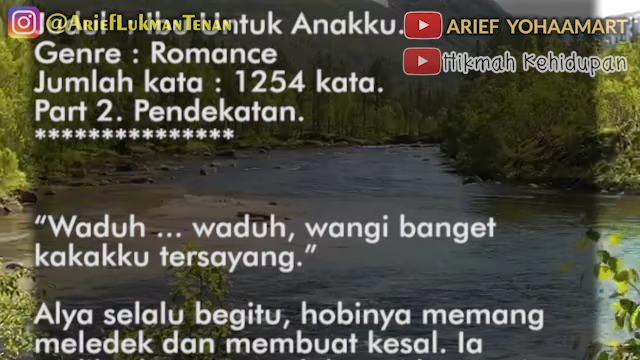 @AriefLukmanTenan
ARIEF YOHAAMART
Hikmah Kehidupan
Untuk Anakku.
Genre : Romance
Jumlah kata : 1254 kata.
Part 2. Pendekatan.
***************
“Waduh ... waduh, wangi banget
kakakku tersayang.”
Alya selalu begitu, hobinya memang
meledek dan membuat kesal. Ia